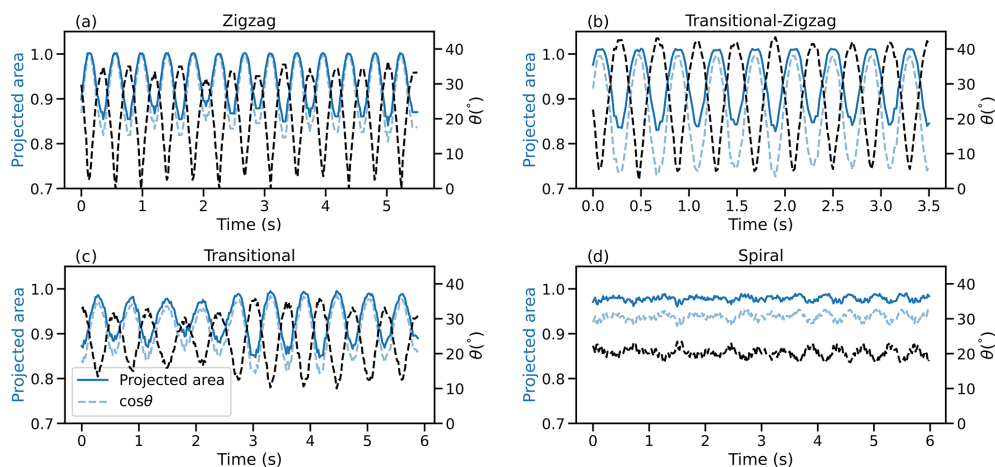 (a) Zigzag
Projected area
1.0
0.9
0.8
0.7
40
30
20
10
0
θ(°)
0 1 2 3 4 5
Time (s)
(b) Transitional-Zigzag
Projected area
1.0
0.9
0.8
0.7
40
30
20
10
0
θ(°)
0.0 0.5 1.0 1.5 2.0 2.5 3.0 3.5
Time (s)
(c) Transitional
Projected area
1.0
0.9
0.8
0.7
40
30
20
10
0
θ(°)
Projected area
cosθ
0 1 2 3 4 5 6
Time (s)
(d) Spiral
Projected area
1.0
0.9
0.8
0.7
40
30
20
10
0
θ(°)
0 1 2 3 4 5 6
Time (s)